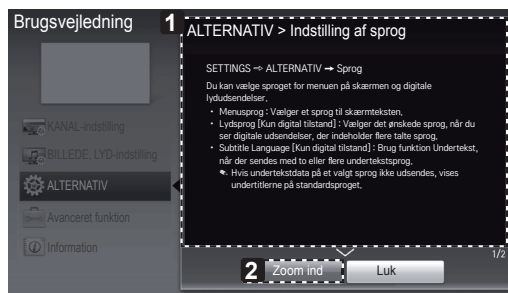 Brugsvejledning
1
ALTERNATIV > Indstilling af sprog
SETTINGS ⇨ ALTERNATIV ➙ Sprog
Du kan vælge sproget for menuen på skærmen og digitale
lydudsendelser.
• Menusprog : Vælger et sprog til skærmteksten.
• Lydsprog [Kun digital tilstand] : Vælger det ønskede sprog, når du
ser digitale udsendelser, der indeholder flere talte sprog.
• Subtitle Language [Kun digital tilstand] : Brug funktion Undertekst,
når der sendes med to eller flere undertekstsprog.
✎ Hvis undertekstdata på et valgt sprog ikke udsendes, vises
undertitlerne på standardsproget.
KANAL-indstilling
BILLEDE. LYD-indstilling
ALTERNATIV
Avanceret funktion
Information
1/2
2
Zoom ind
Luk